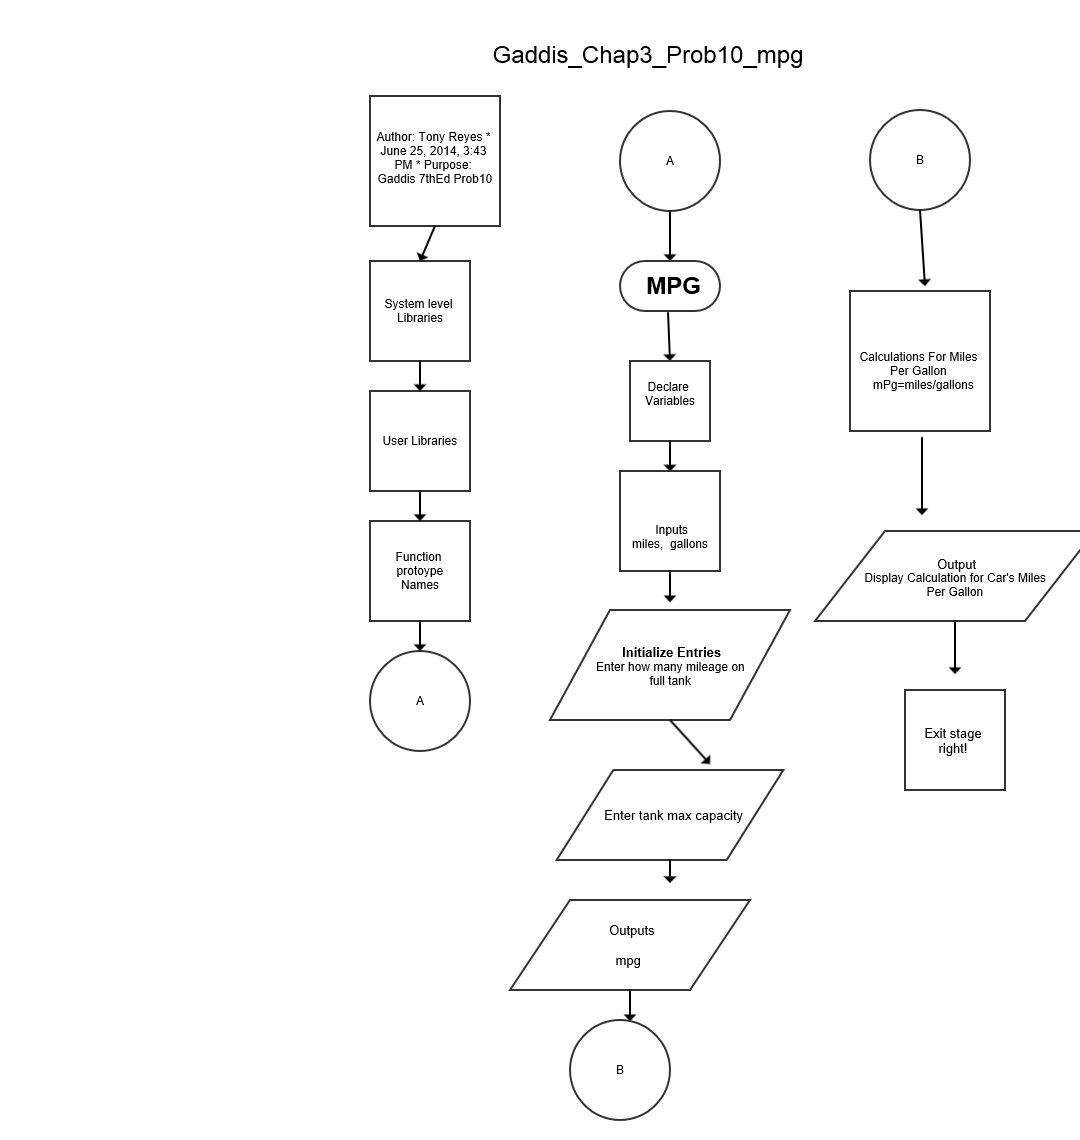 Gaddis_Chap3_Prob10_mpg
Author: Tony Reyes *
June 25, 2014, 3:43
PM * Purpose:
Gaddis 7thEd Prob10
System level
Libraries
User Libraries
Function
protoype
Names
A
A
MPG
Declare
Variables
Inputs
miles,  gallons
Initialize Entries
Enter how many mileage on
full tank
Enter tank max capacity
Outputs
mpg
B
B
Calculations For Miles
Per Gallon
mPg=miles/gallons
Output
Display Calculation for Car's Miles
Per Gallon
Exit stage
right!